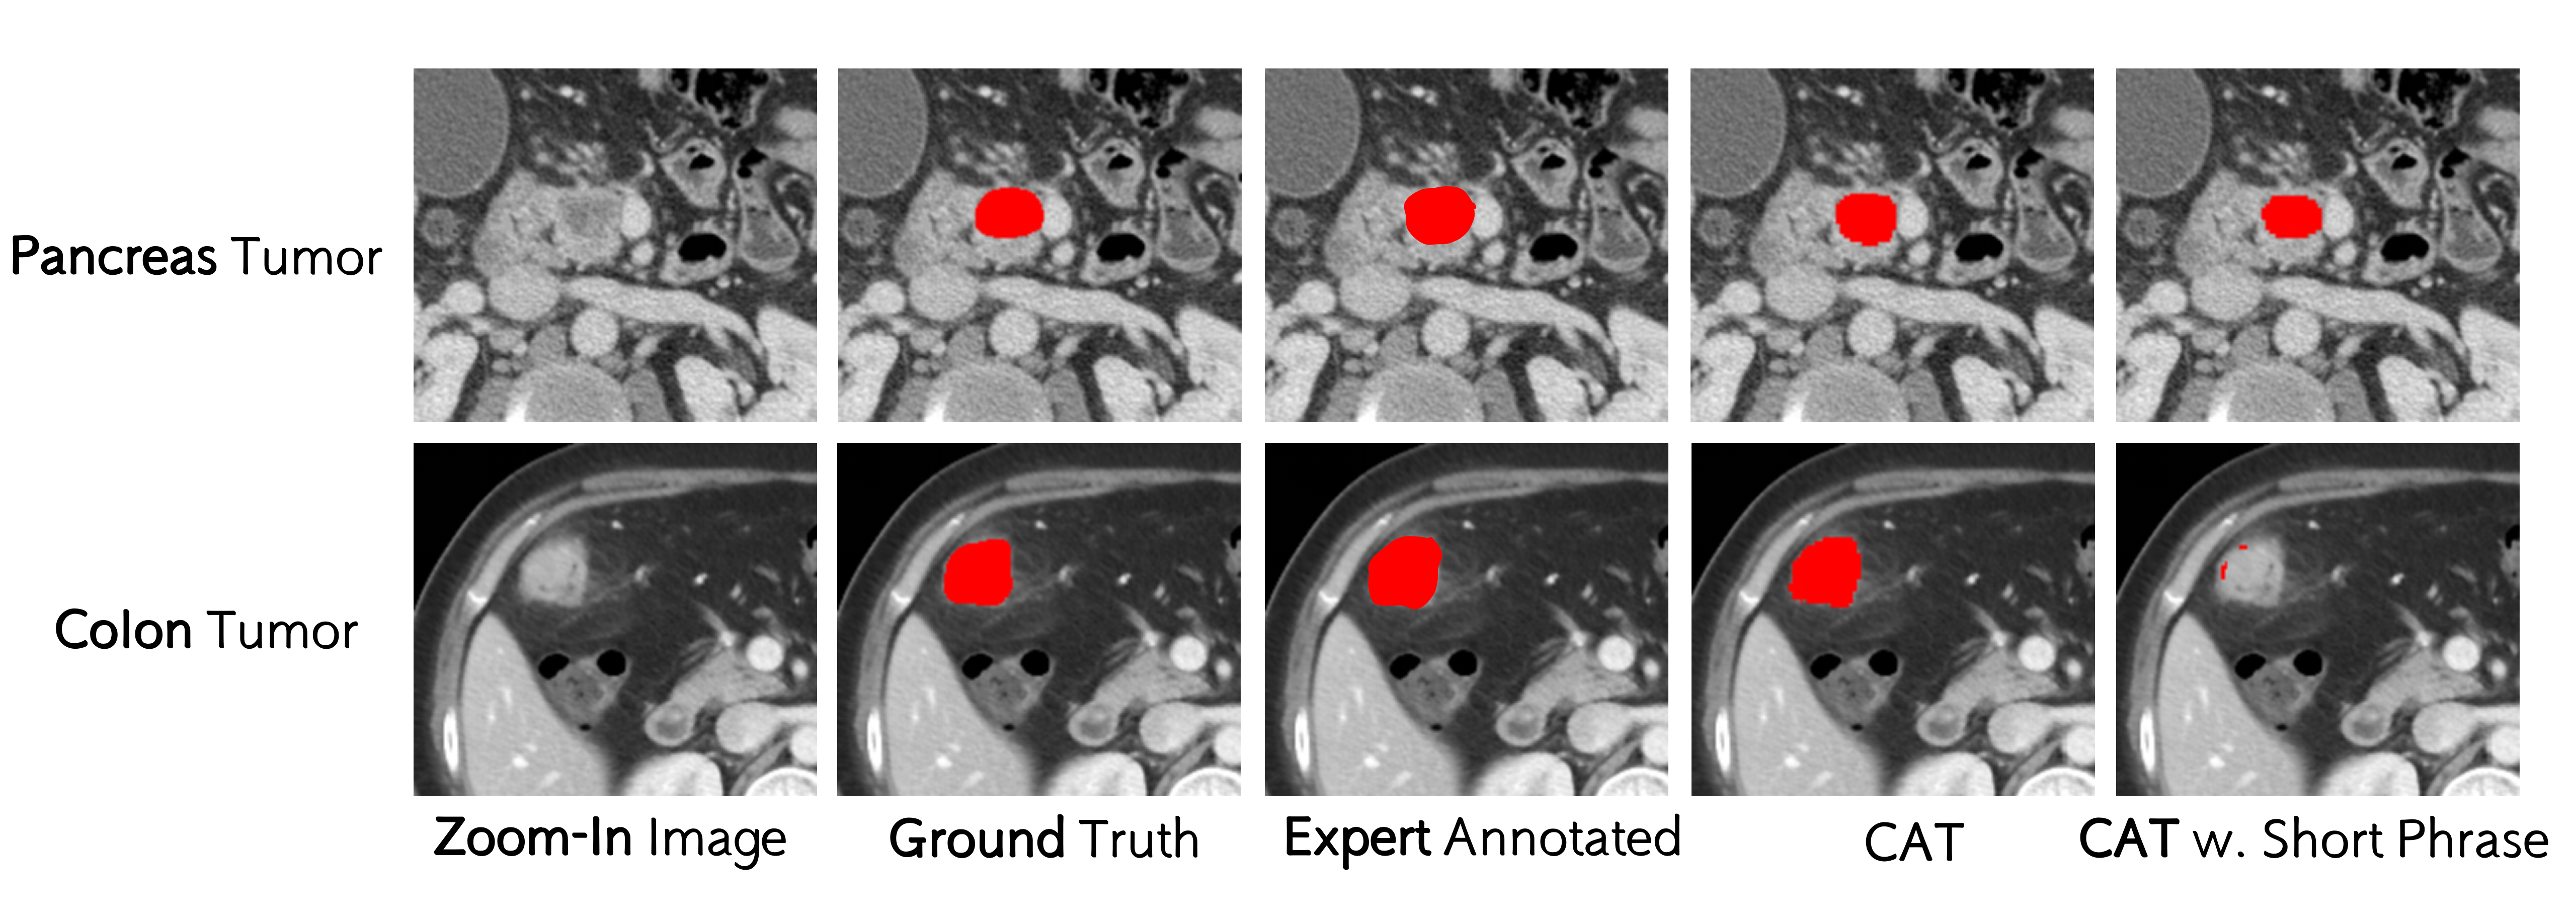 Pancreas Tumor
Colon Tumor
Zoom-In Image
Ground Truth
Expert Annotated
CAT
CAT w. Short Phrase